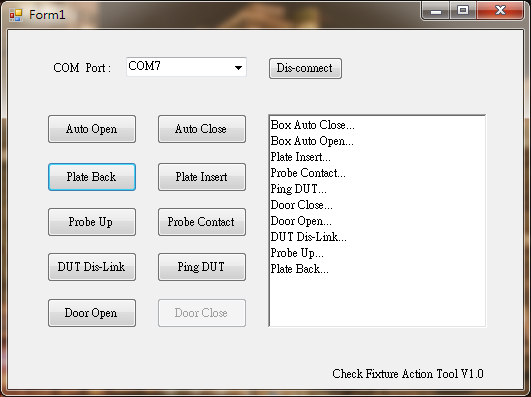 Form1
COM Port : COM7 Dis-connect
Auto Open Auto Close
Plate Back Plate Insert
Probe Up Probe Contact
DUT Dis-Link Ping DUT
Door Open Door Close
Box Auto Close...
Box Auto Open...
Plate Insert...
Probe Contact...
Ping DUT...
Door Close...
Door Open...
DUT Dis-Link...
Probe Up...
Plate Back...
Check Fixture Action Tool V1.0